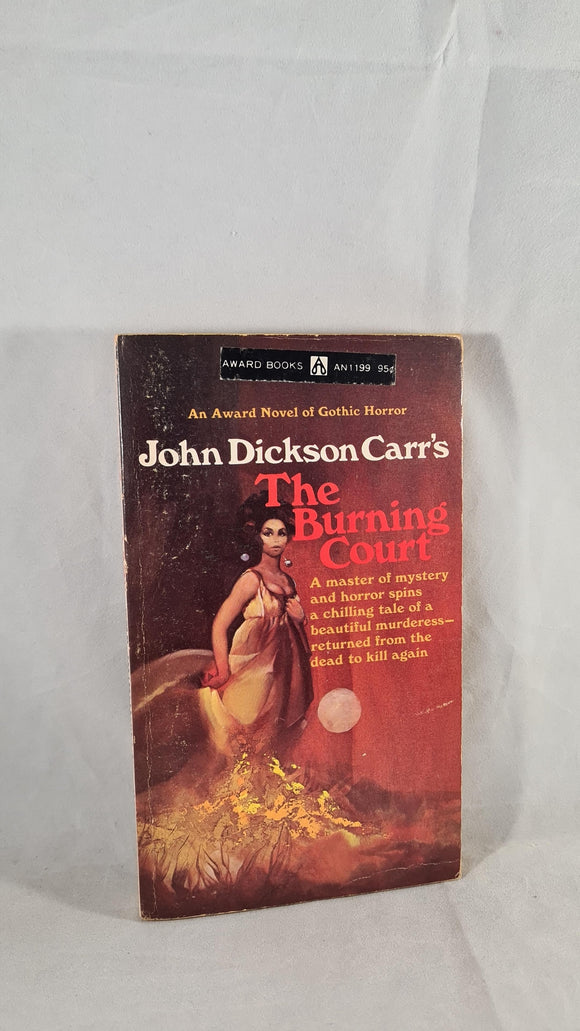 AWARD BOOKS A AN1199 95¢
An Award Novel of Gothic Horror
John Dickson Carr's
The
Burning
Court
A master of mystery
and horror spins
a chilling tale of a
beautiful murderess—
returned from the
dead to kill again